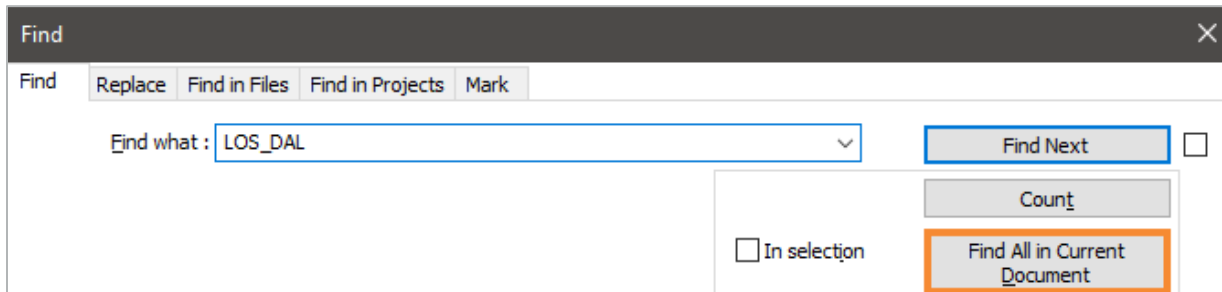 Find
Find Replace Find in Files Find in Projects Mark
Find what : LOS_DAL Find Next
Count
In selection Find All in Current
Document